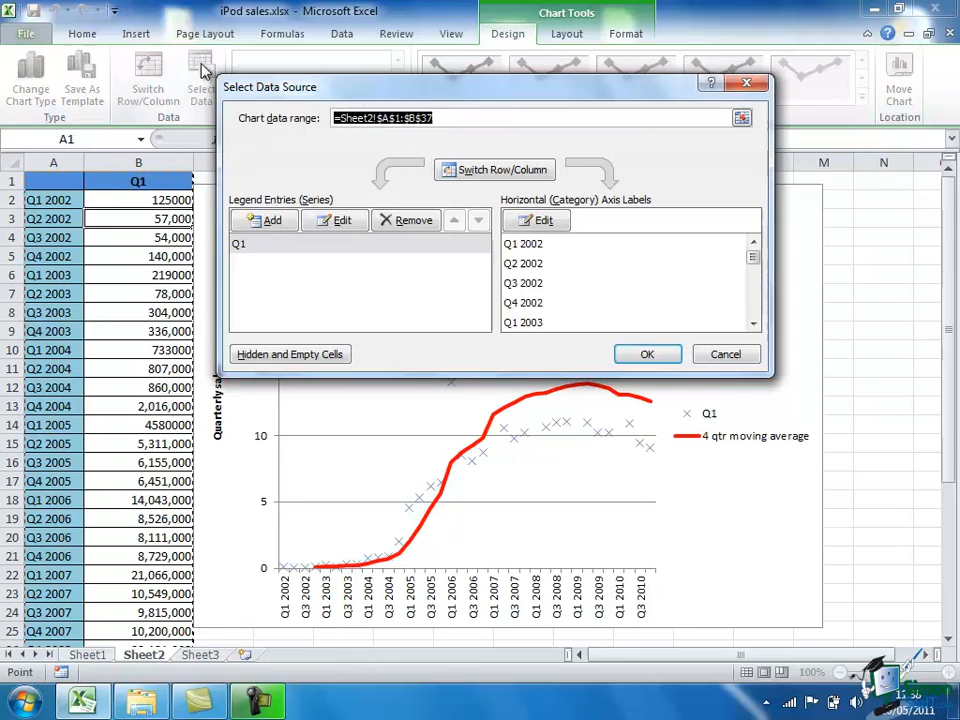 iPod sales.xlsx - Microsoft Excel
Chart Tools
File Home Insert Page Layout Formulas Data Review View Design Layout Format
Change Chart Type
Save As Template
Switch Row/Column
Select Data
Move Chart
Type Data Location
A1
Select Data Source
Chart data range: =Sheet2!$A$1:$B$37
Switch Row/Column
Legend Entries (Series)
Add Edit Remove
Q1
Horizontal (Category) Axis Labels
Edit
Q1 2002
Q2 2002
Q3 2002
Q4 2002
Q1 2003
Hidden and Empty Cells
OK Cancel
A B M N
1 Q1
2 Q1 2002 125000
3 Q2 2002 57,000
4 Q3 2002 54,000
5 Q4 2002 140,000
6 Q1 2003 219000
7 Q2 2003 78,000
8 Q3 2003 304,000
9 Q4 2003 336,000
10 Q1 2004 733000
11 Q2 2004 807,000
12 Q3 2004 860,000
13 Q4 2004 2,016,000
14 Q1 2005 4580000
15 Q2 2005 5,311,000
16 Q3 2005 6,155,000
17 Q4 2005 6,451,000
18 Q1 2006 14,043,000
19 Q2 2006 8,526,000
20 Q3 2006 8,111,000
21 Q4 2006 8,729,000
22 Q1 2007 21,066,000
23 Q2 2007 10,549,000
24 Q3 2007 9,815,000
25 Q4 2007 10,200,000
Quarterly
10
5
0
Q1 2002
Q3 2002
Q1 2003
Q3 2003
Q1 2004
Q3 2004
Q1 2005
Q3 2005
Q1 2006
Q3 2006
Q1 2007
Q3 2007
Q1 2008
Q3 2008
Q1 2009
Q3 2009
Q1 2010
Q3 2010
Q1
4 qtr moving average
Sheet1 Sheet2 Sheet3
Point
100%